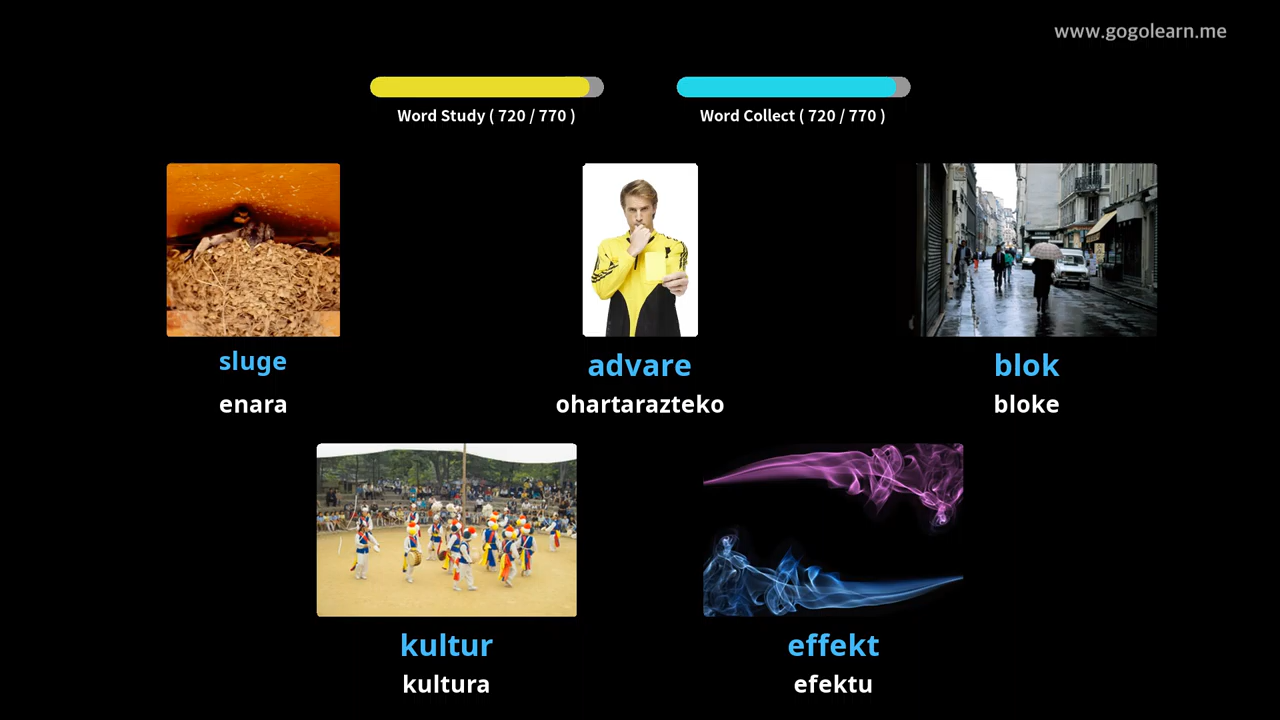 www.gogolearn.me
Word Study ( 720 / 770 )
Word Collect ( 720 / 770 )
sluge
enara
advare
ohartarazteko
blok
bloke
kultur
kultura
effekt
efektu